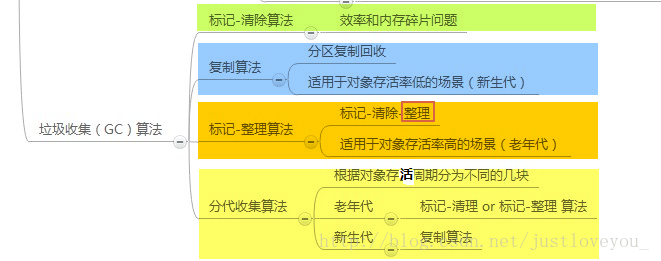 标记-清除算法
效率和内存碎片问题
复制算法
分区复制回收
适用于对象存活率低的场景（新生代）
垃圾收集（GC）算法
标记-整理算法
标记-清除-整理
适用于对象存活率高的场景（老年代）
分代收集算法
根据对象存活周期分为不同的几块
老年代
标记-清理 or 标记-整理 算法
新生代
复制算法
http://blog.csdn.net/justloveyou_